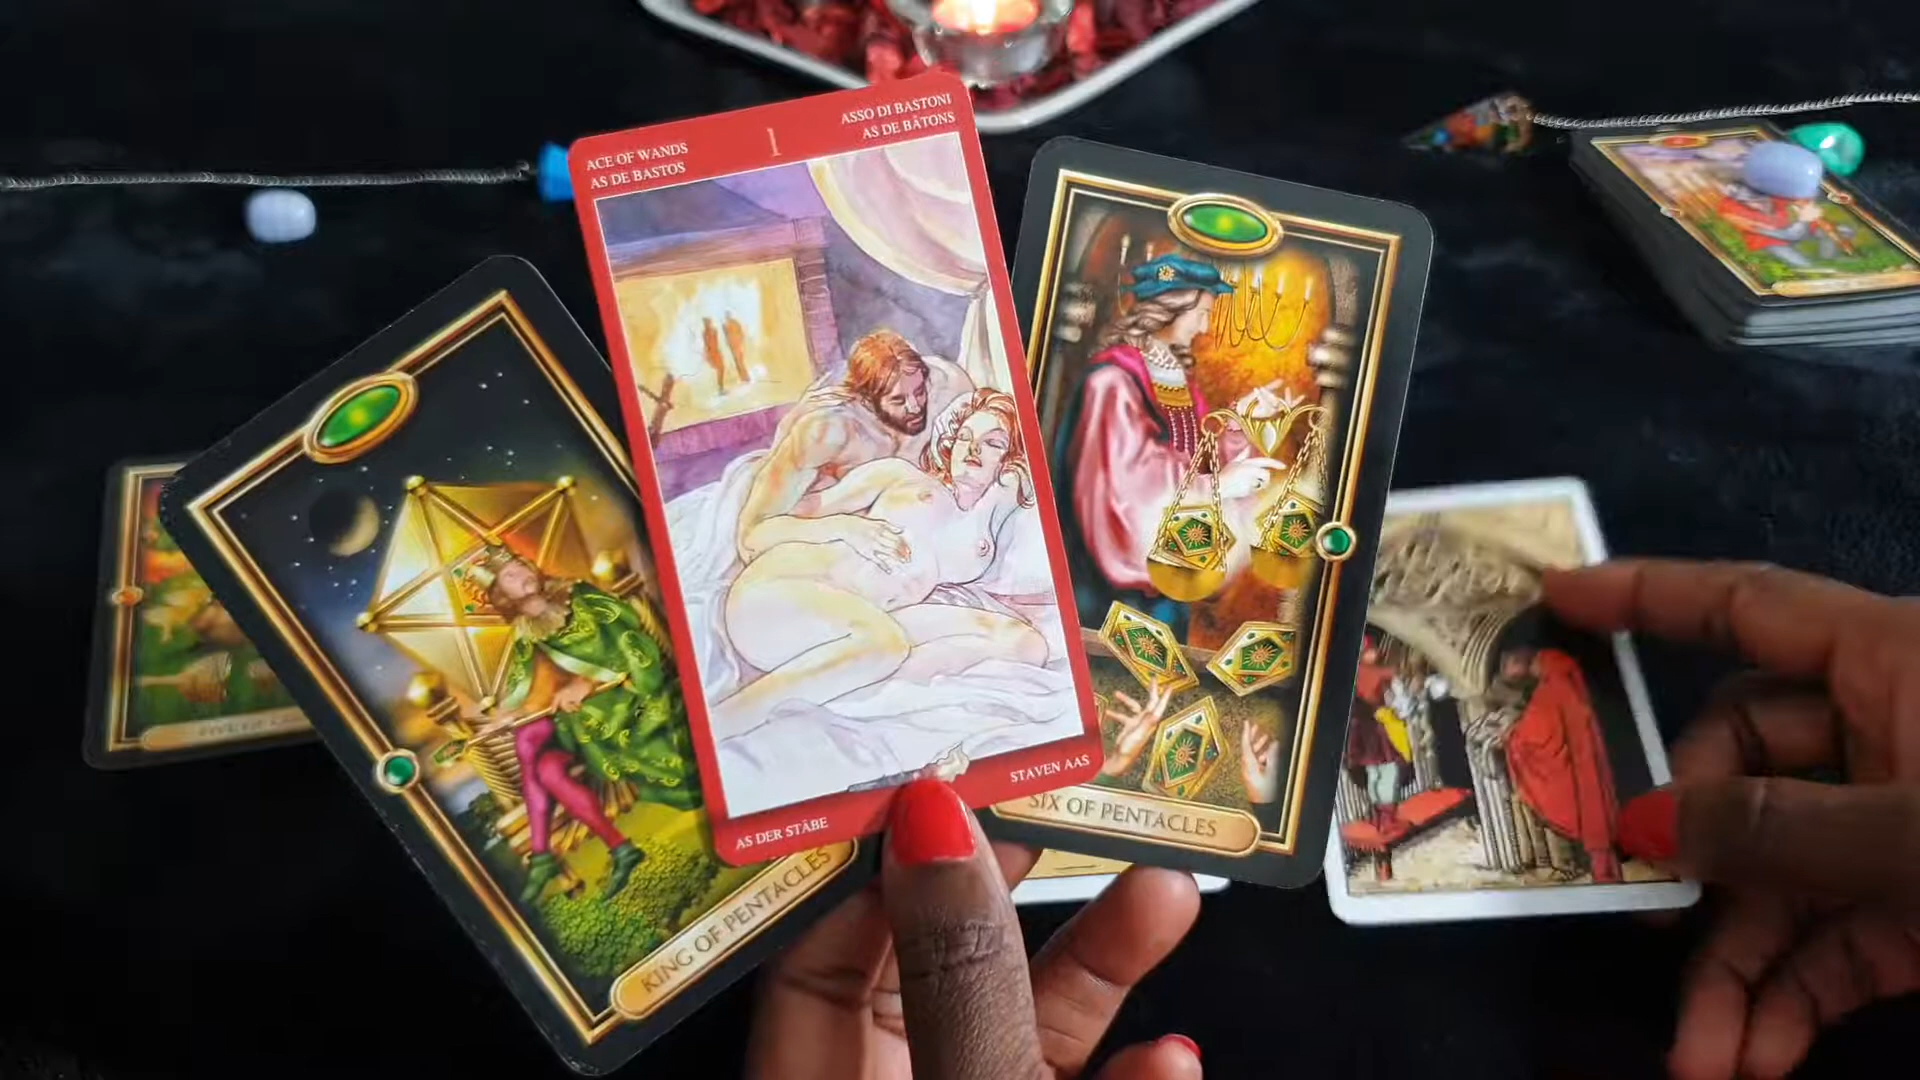 ACE OF WANDS
AS DE BASTOS
1
ASSO DI BASTONI
AS DE BÂTONS
AS DER STÄBE
STAVEN AAS
KING OF PENTACLES
SIX OF PENTACLES